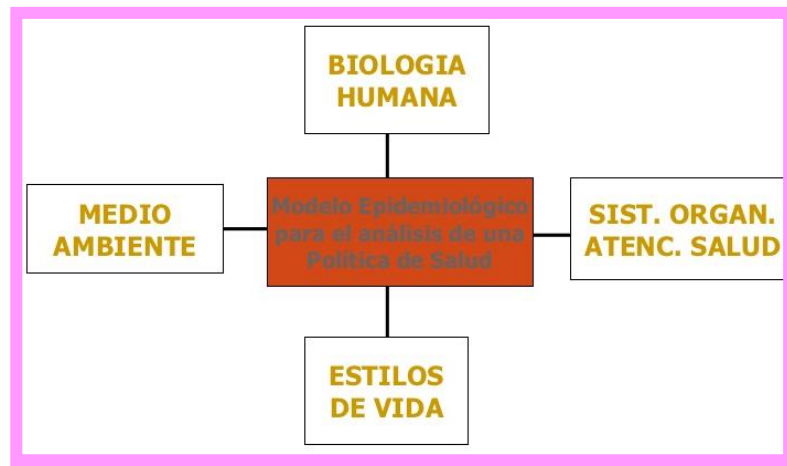 BIOLOGIA
HUMANA
MEDIO
AMBIENTE
Modelo Epidemiológico
para el análisis de una
Política de Salud
SIST. ORGAN.
ATENC. SALUD
ESTILOS
DE VIDA